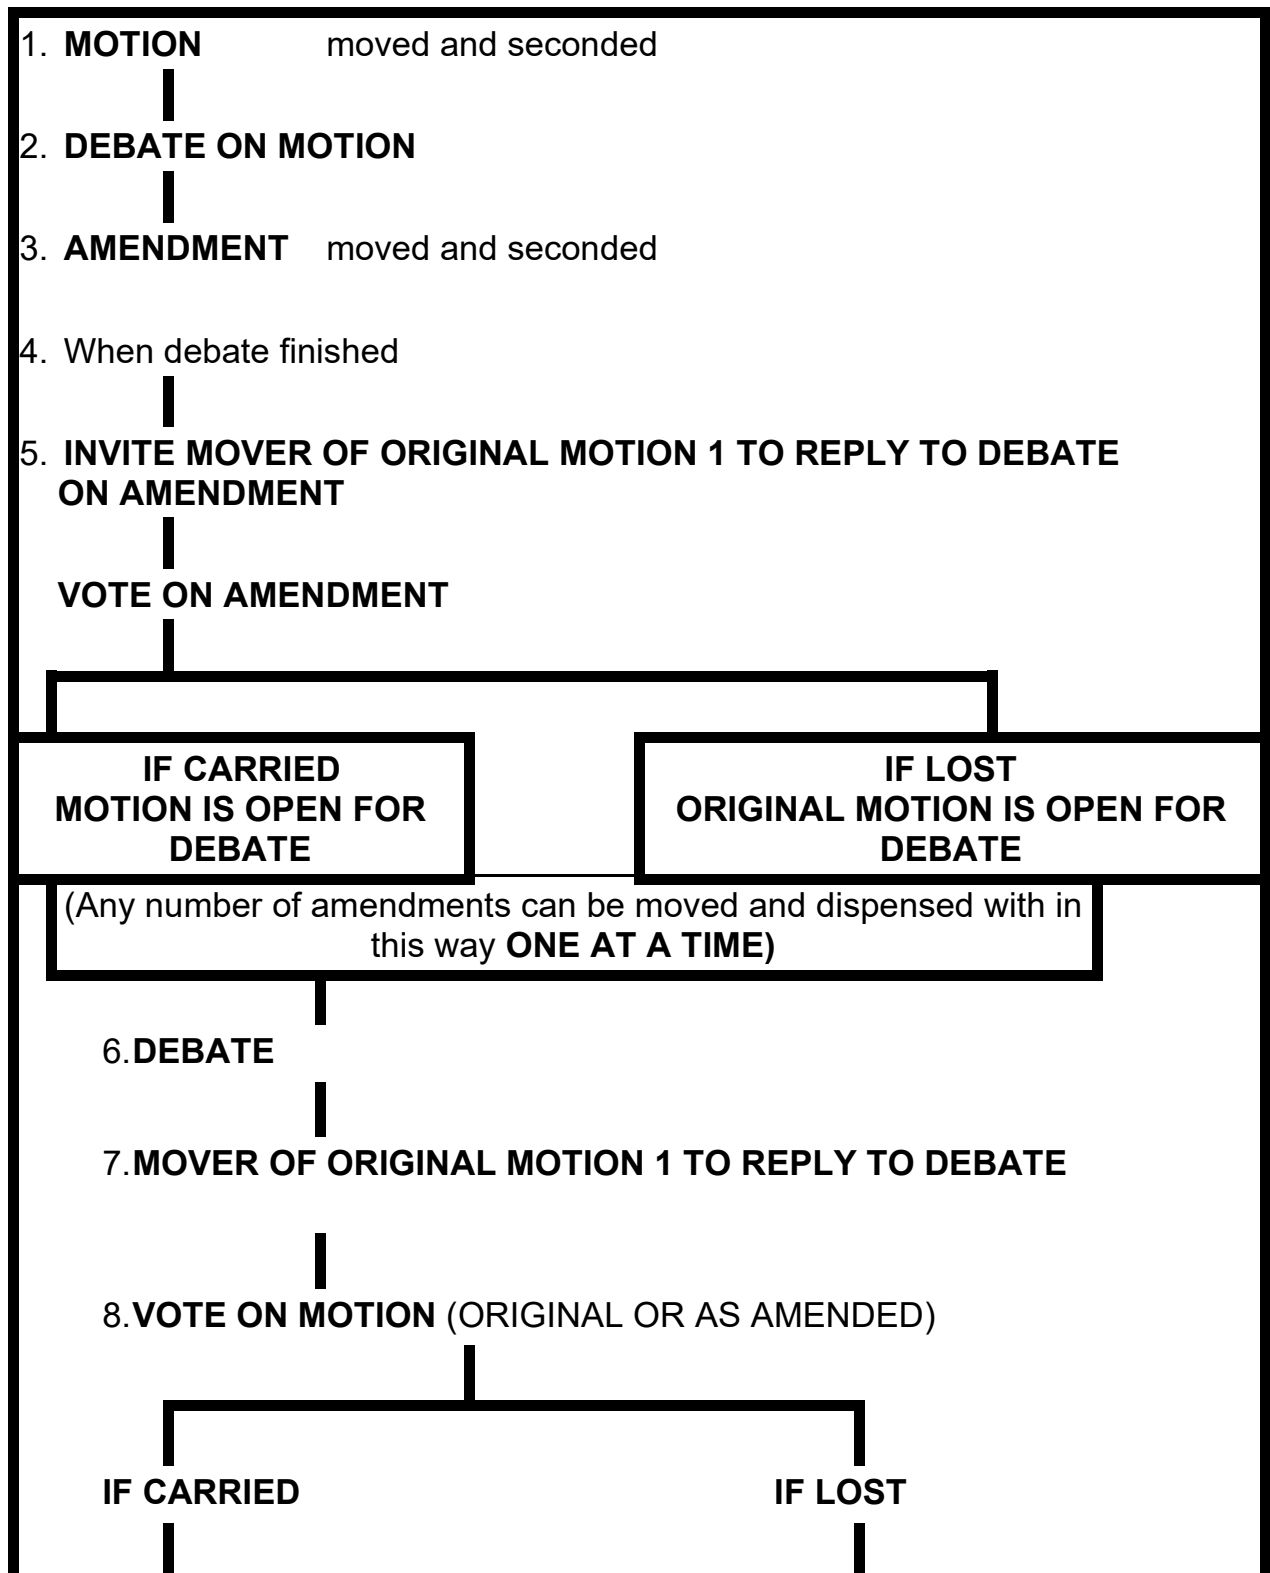 1. MOTION moved and seconded
2. DEBATE ON MOTION
3. AMENDMENT moved and seconded
4. When debate finished
5. INVITE MOVER OF ORIGINAL MOTION 1 TO REPLY TO DEBATE
ON AMENDMENT
VOTE ON AMENDMENT
IF CARRIED
MOTION IS OPEN FOR
DEBATE
IF LOST
ORIGINAL MOTION IS OPEN FOR
DEBATE
(Any number of amendments can be moved and dispensed with in
this way ONE AT A TIME)
6.DEBATE
7.MOVER OF ORIGINAL MOTION 1 TO REPLY TO DEBATE
8.VOTE ON MOTION (ORIGINAL OR AS AMENDED)
IF CARRIED
IF LOST